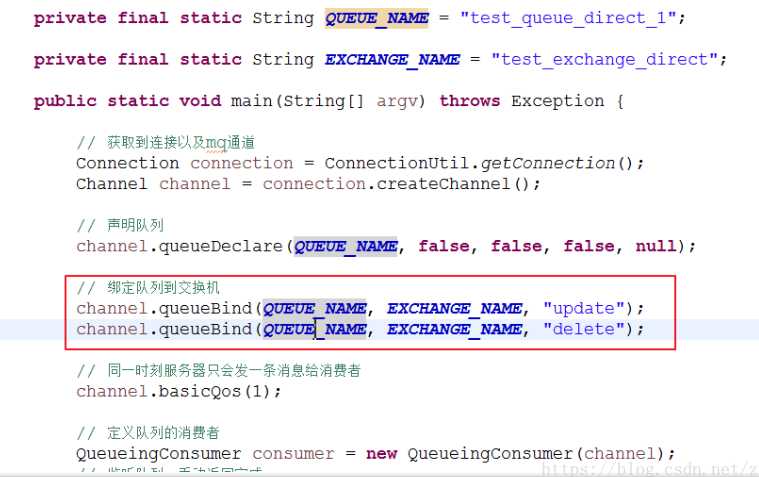 private final static String QUEUE_NAME = "test_queue_direct_1";
private final static String EXCHANGE_NAME = "test_exchange_direct";
public static void main(String[] argv) throws Exception {
// 获取到连接以及mq通道
Connection connection = ConnectionUtil.getConnection();
Channel channel = connection.createChannel();
// 声明队列
channel.queueDeclare(QUEUE_NAME, false, false, false, null);
// 绑定队列到交换机
channel.queueBind(QUEUE_NAME, EXCHANGE_NAME, "update");
channel.queueBind(QUEUE_NAME, EXCHANGE_NAME, "delete");
// 同一时刻服务器只会发一条消息给消费者
channel.basicQos(1);
// 定义队列的消费者
QueueingConsumer consumer = new QueueingConsumer(channel);
https://blog.csdn.net/z